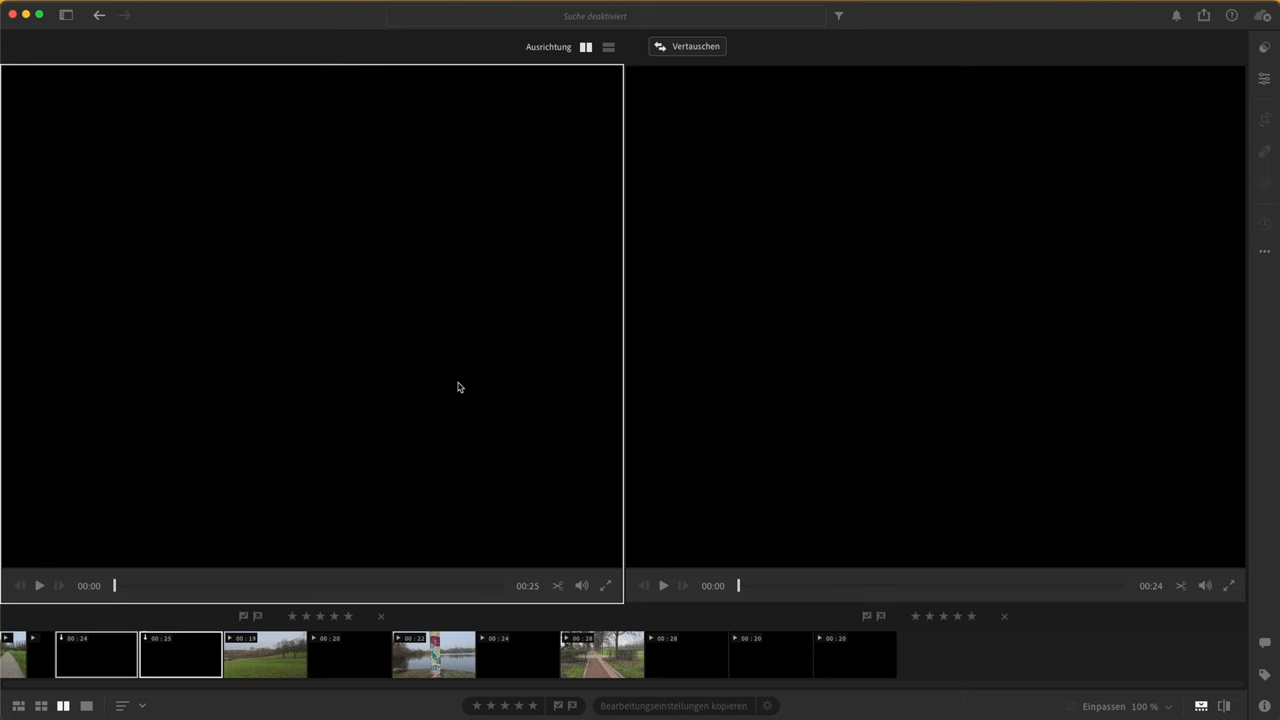 Suche deaktiviert
Ausrichtung
Vertauschen
00:00
00:25
00:00
00:24
00:24
00:25
00:19
00:20
00:22
00:24
00:28
00:28
00:20
00:20
Bearbeitungseinstellungen kopieren
Einpassen 100 %